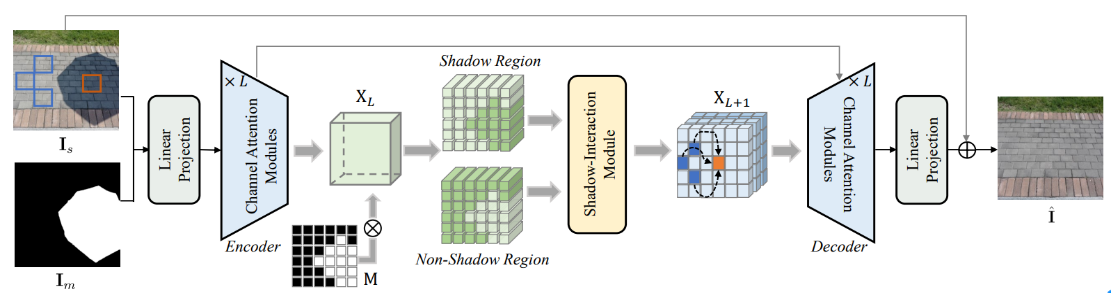 I_s
I_m
Linear
Projection
× L
Channel Attention
Modules
Encoder
X_L
M
Shadow Region
Non-Shadow Region
Shadow-Interaction
Module
X_{L+1}
× L
Channel Attention
Modules
Decoder
Linear
Projection
Î